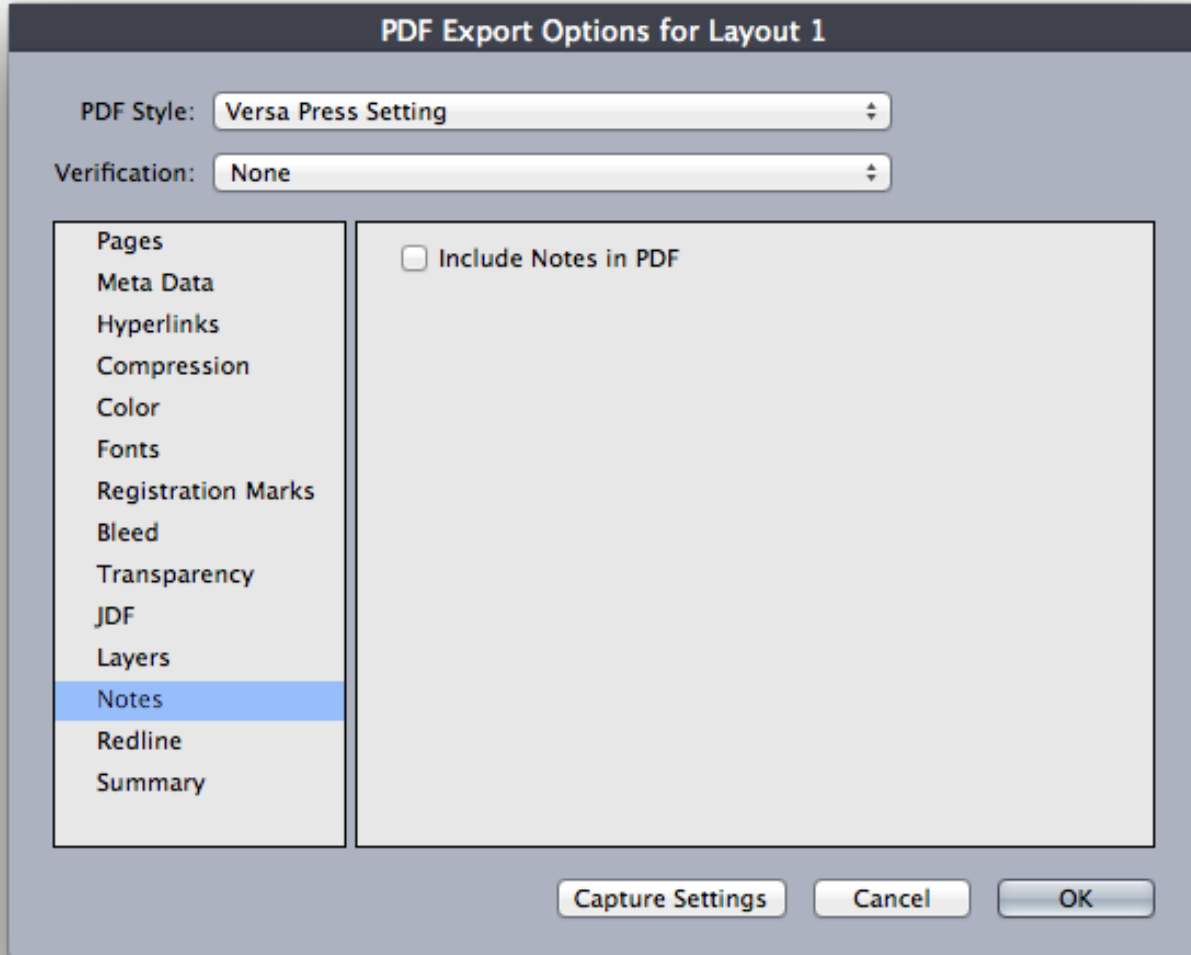 PDF Export Options for Layout 1
PDF Style: Versa Press Setting
Verification: None
Pages
Meta Data
Hyperlinks
Compression
Color
Fonts
Registration Marks
Bleed
Transparency
JDF
Layers
Notes
Redline
Summary
Include Notes in PDF
Capture Settings Cancel OK